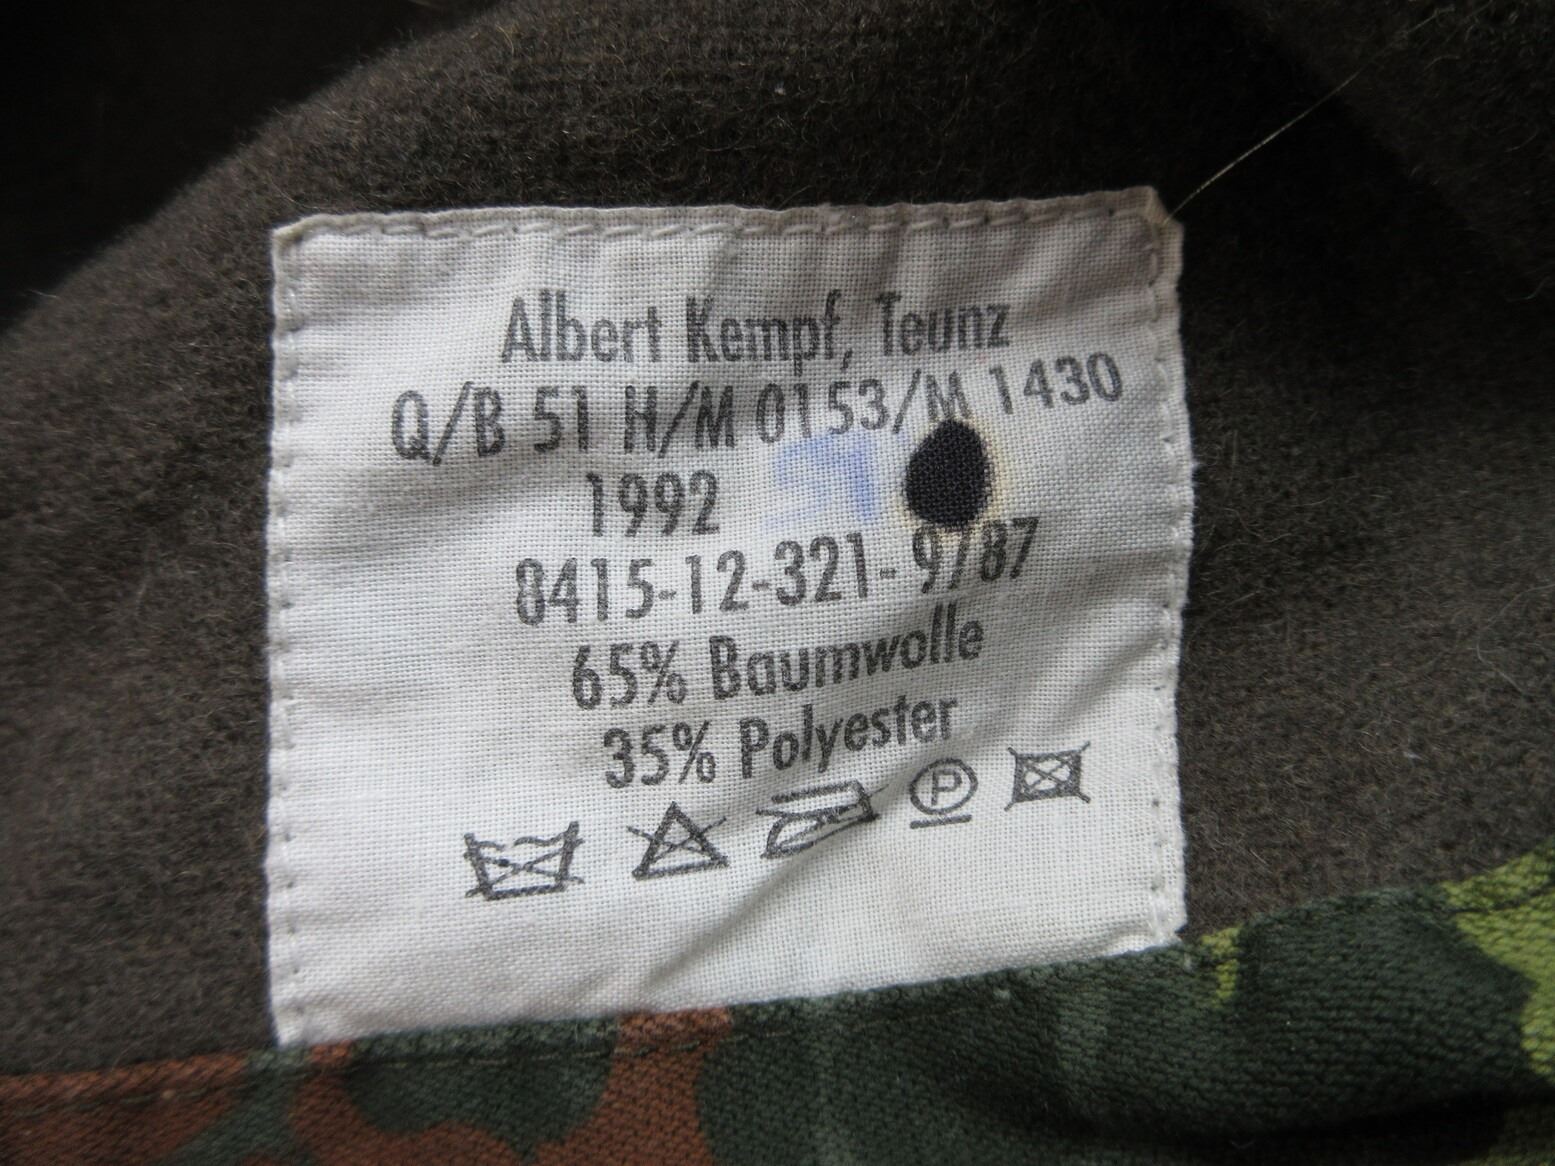 Albert Kempf, Teunz
Q/B 51 H/M 0153/M 1430
1992
8415-12-321- 9787
65% Baumwolle
35% Polyester
P